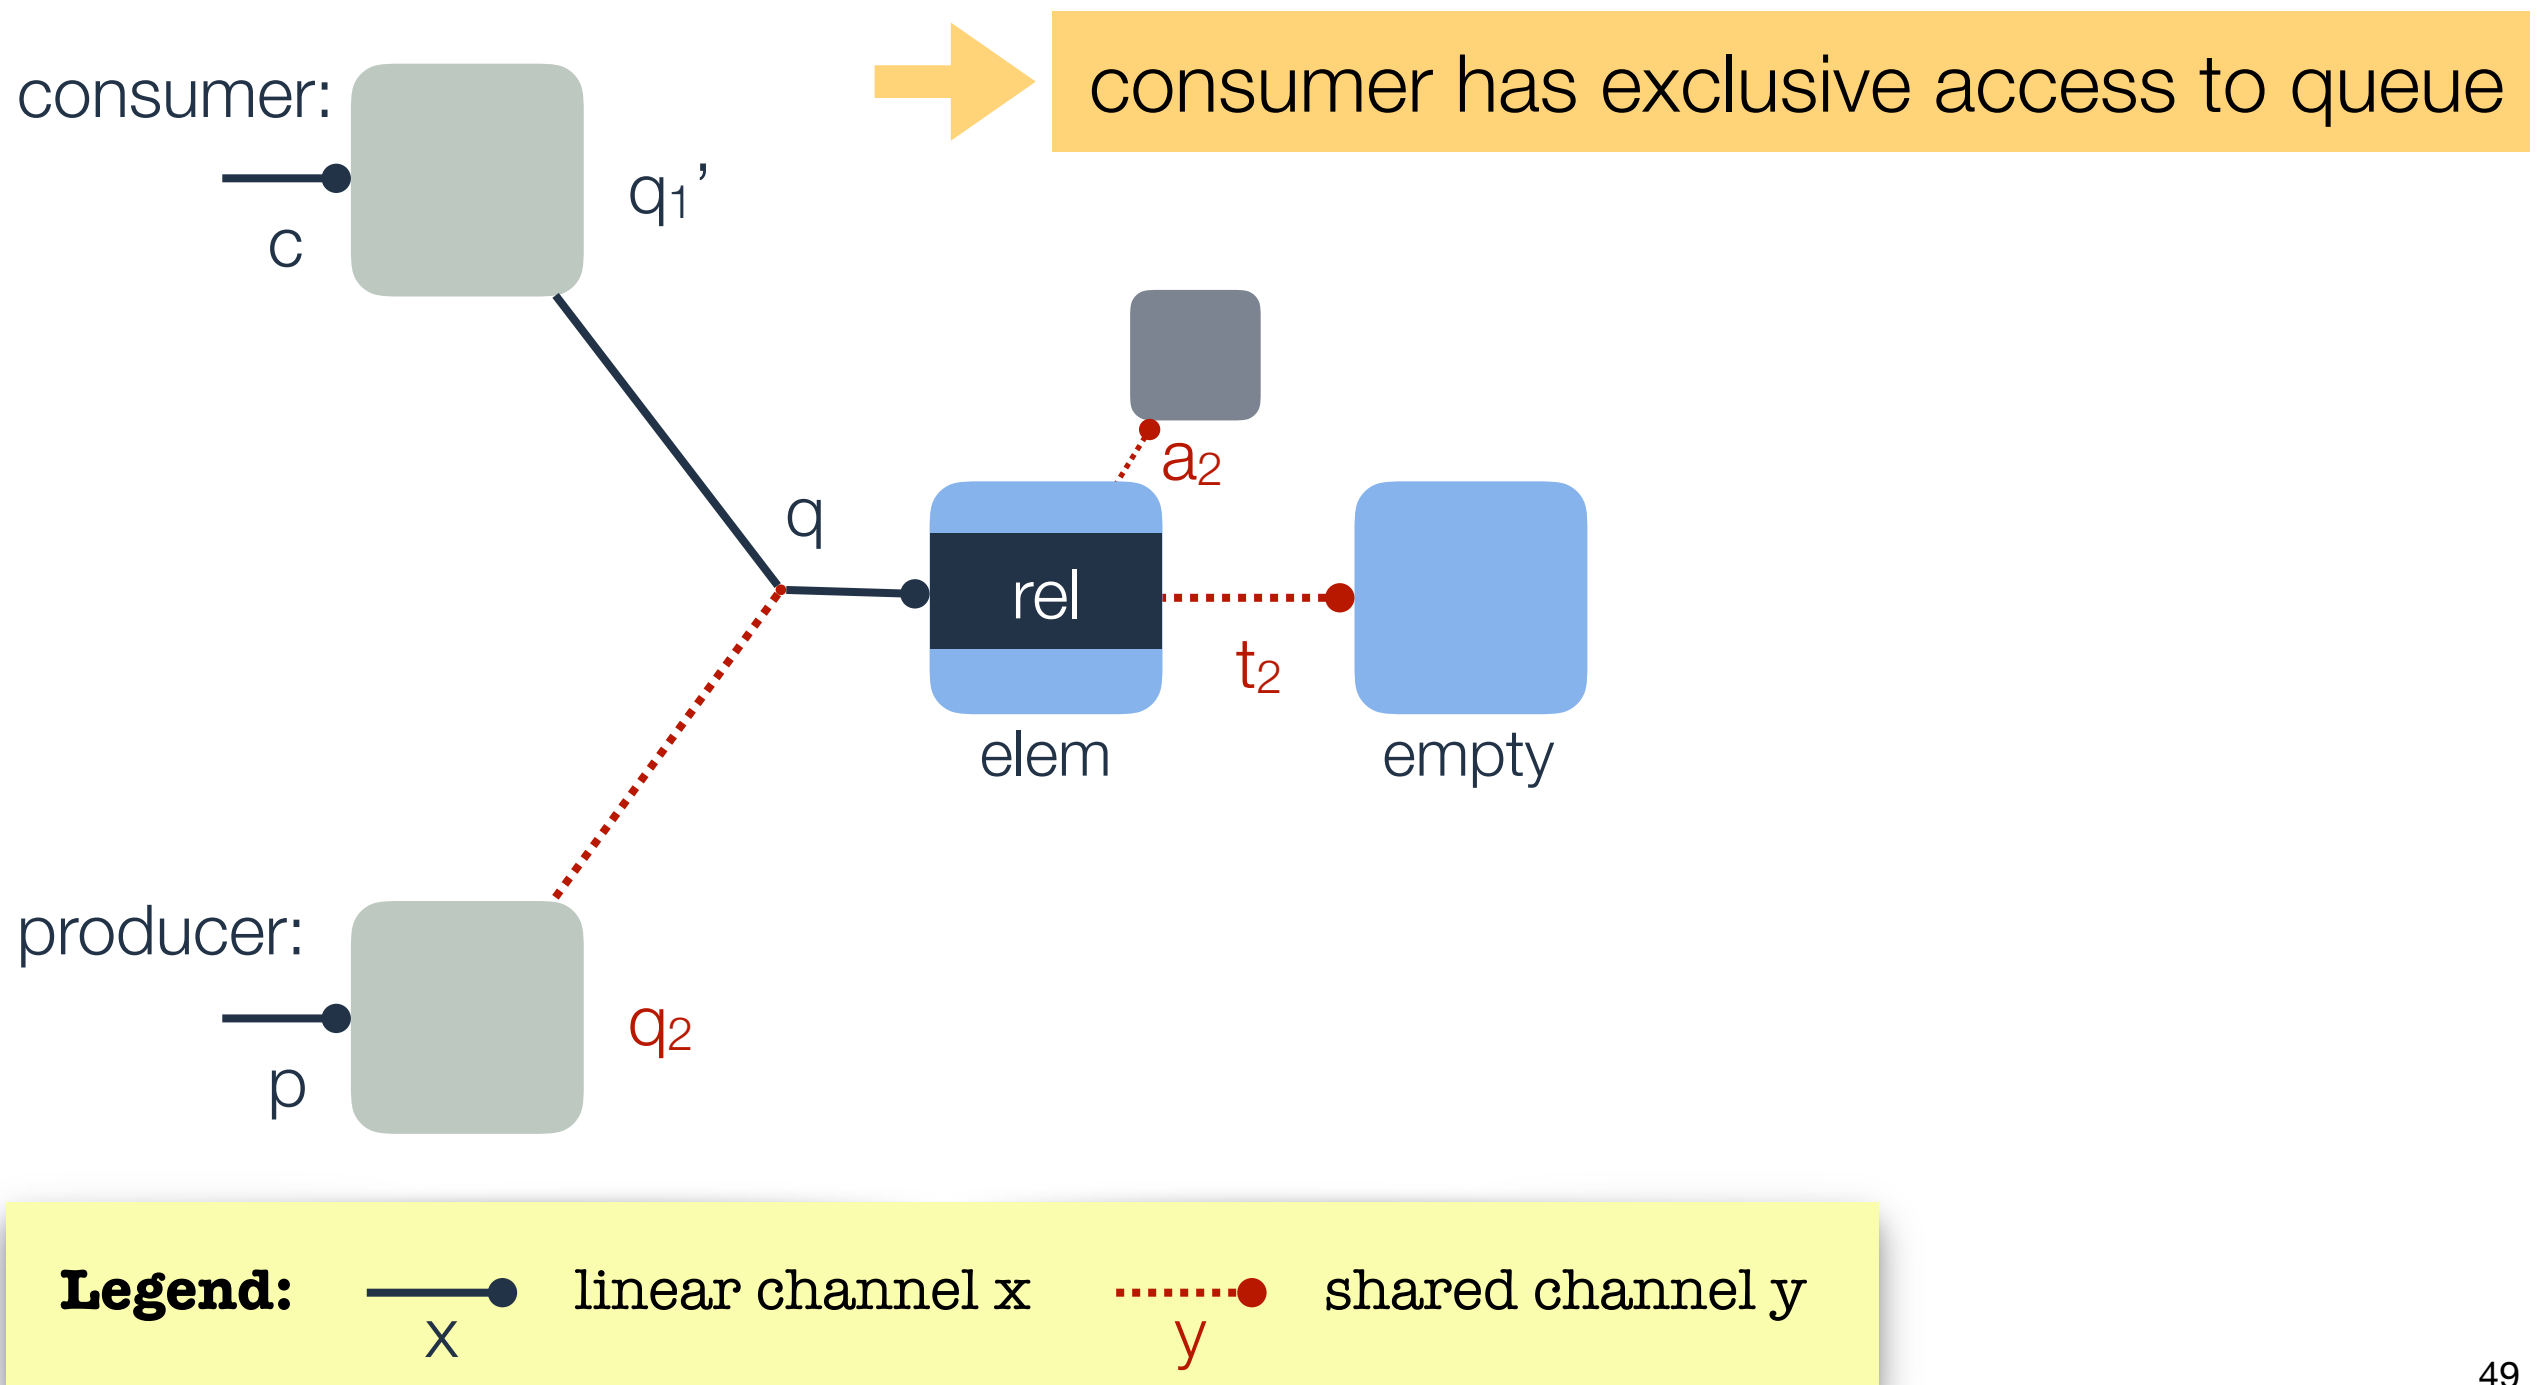 consumer:
consumer has exclusive access to queue
c
q₁’
a₂
q
rel
t₂
elem
empty
producer:
q₂
p
Legend:
x
linear channel x
y
shared channel y
49